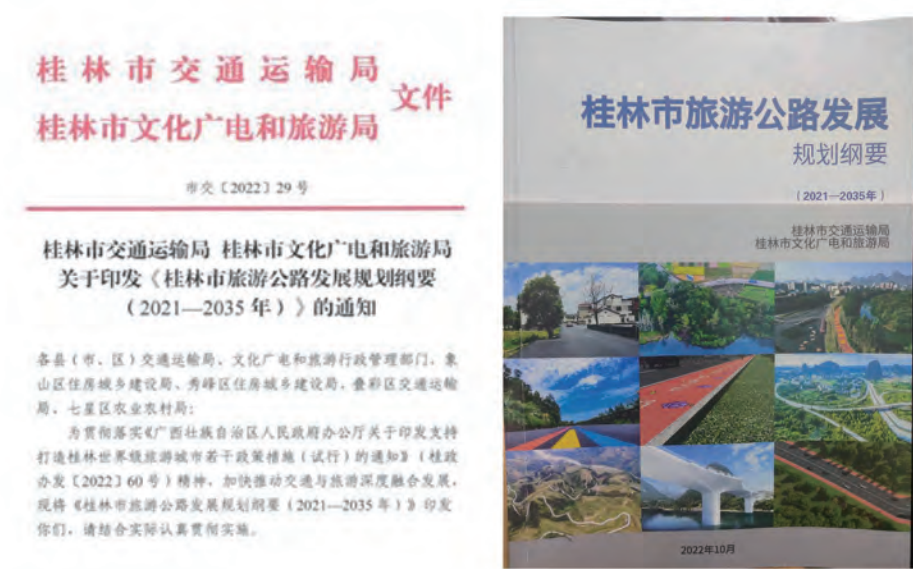 桂林市交通运输局
桂林市文化广电和旅游局
文件
市交〔2022〕29号
桂林市交通运输局 桂林市文化广电和旅游局
关于印发《桂林市旅游公路发展规划纲要
（2021—2035年）》的通知
各县（市、区）交通运输局、文化广电和旅游行政管理部门、象
山区住房城乡建设局、秀峰区住房城乡建设局、叠彩区交通运输
局、七星区农业农村局：
为贯彻落实《广西壮族自治区人民政府办公厅关于印发支持
打造桂林世界级旅游城市若干政策措施（试行）的通知》（桂政
办发〔2022〕60号）精神，加快推动交通与旅游深度融合发展，
现将《桂林市旅游公路发展规划纲要（2021—2035年）》印发
你们，请结合实际认真贯彻实施。
桂林市旅游公路发展
规划纲要
（2021—2035年）
桂林市交通运输局
桂林市文化广电和旅游局
2022年10月